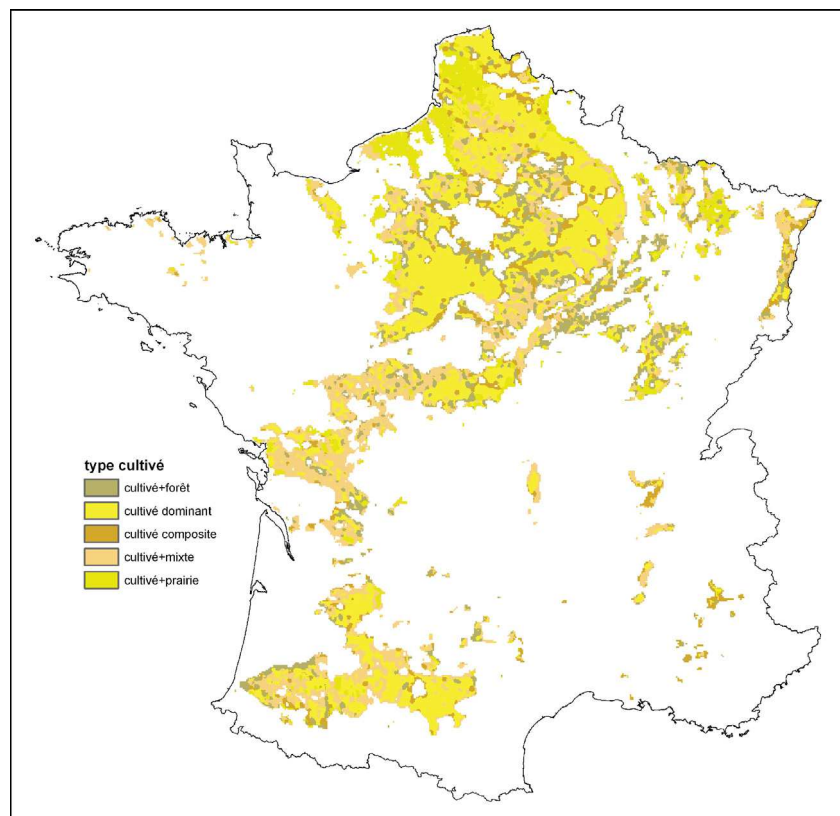 type cultivé
cultivé+forêt
cultivé dominant
cultivé composite
cultivé+mixte
cultivé+prairie